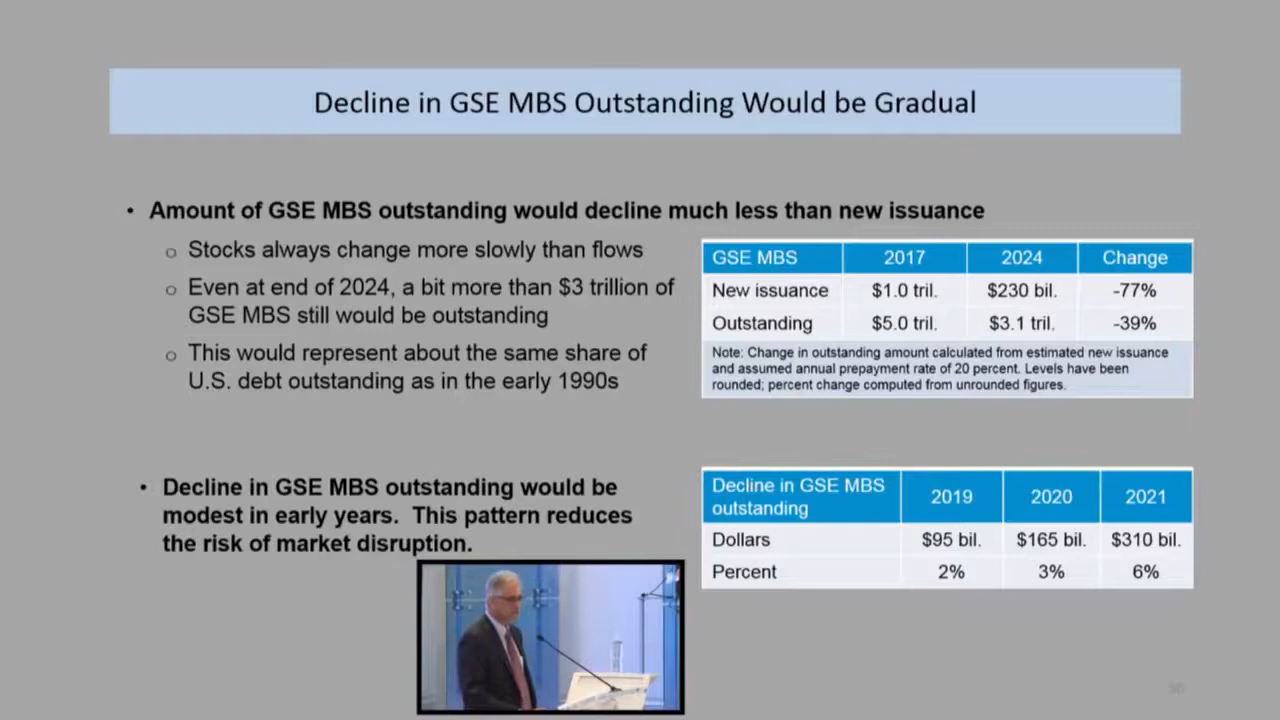 Decline in GSE MBS Outstanding Would be Gradual
• Amount of GSE MBS outstanding would decline much less than new issuance
o Stocks always change more slowly than flows
o Even at end of 2024, a bit more than $3 trillion of
GSE MBS still would be outstanding
o This would represent about the same share of
U.S. debt outstanding as in the early 1990s
GSE MBS 2017 2024 Change
New issuance $1.0 tril. $230 bil. -77%
Outstanding $5.0 tril. $3.1 tril. -39%
Note: Change in outstanding amount calculated from estimated new issuance
and assumed annual prepayment rate of 20 percent. Levels have been
rounded; percent change computed from unrounded figures.
• Decline in GSE MBS outstanding would be
modest in early years. This pattern reduces
the risk of market disruption.
Decline in GSE MBS
outstanding 2019 2020 2021
Dollars $95 bil. $165 bil. $310 bil.
Percent 2% 3% 6%